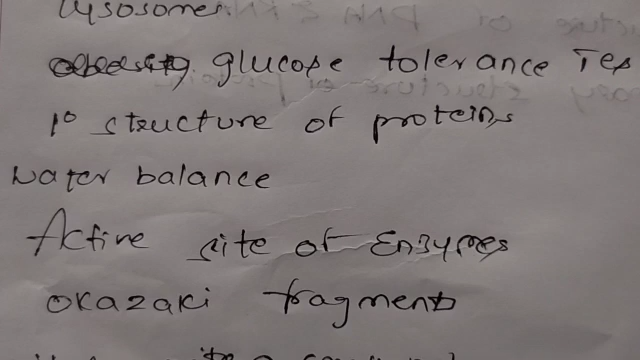 Lysosomes.
glucose tolerance Tes
1° structure of proteins
water balance
Active site of Enzymes
okazaki fragments